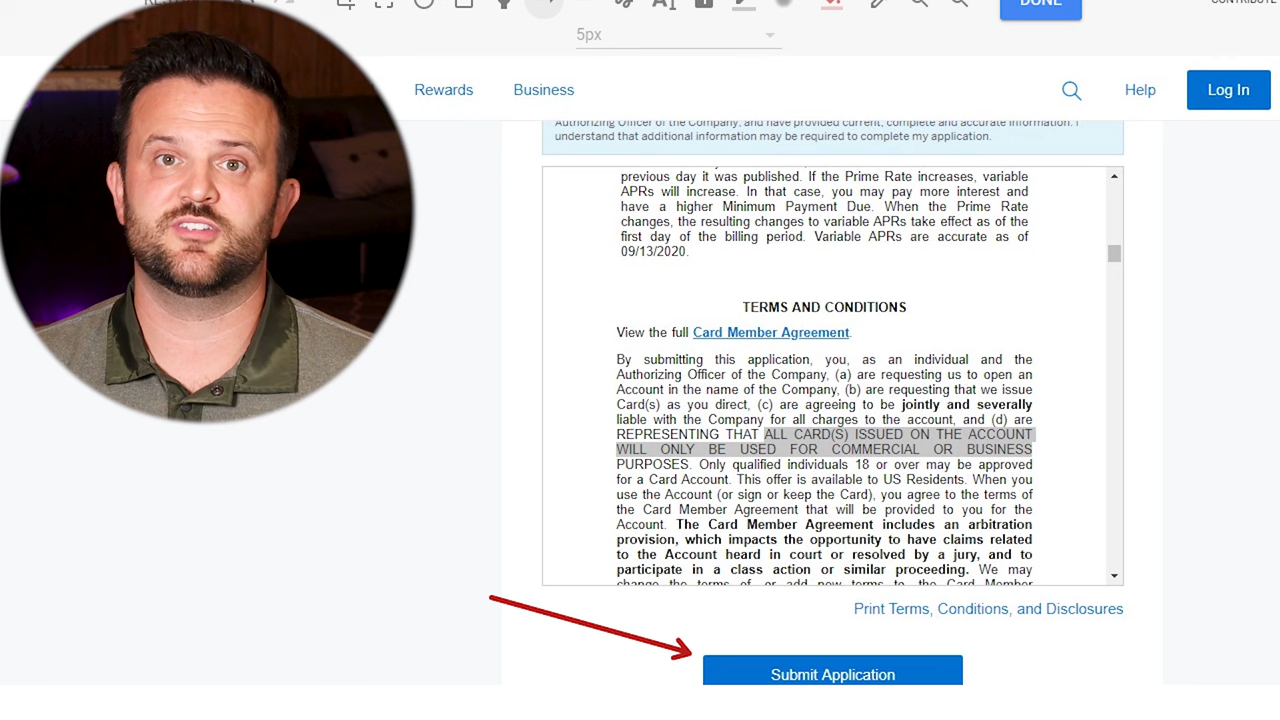 DONE
5px
Rewards
Business
Help
Log In
Authorizing Officer of the Company, and have provided current, complete and accurate information. I
understand that additional information may be required to complete my application.
previous day it was published. If the Prime Rate increases, variable
APRs will increase. In that case, you may pay more interest and
have a higher Minimum Payment Due. When the Prime Rate
changes, the resulting changes to variable APRs take effect as of the
first day of the billing period. Variable APRs are accurate as of
09/13/2020.
TERMS AND CONDITIONS
View the full Card Member Agreement.
By submitting this application, you, as an individual and the
Authorizing Officer of the Company, (a) are requesting us to open an
Account in the name of the Company, (b) are requesting that we issue
Card(s) as you direct, (c) are agreeing to be jointly and severally
liable with the Company for all charges to the account, and (d) are
REPRESENTING THAT ALL CARD(S) ISSUED ON THE ACCOUNT
WILL ONLY BE USED FOR COMMERCIAL OR BUSINESS
PURPOSES. Only qualified individuals 18 or over may be approved
for a Card Account. This offer is available to US Residents. When you
use the Account (or sign or keep the Card), you agree to the terms of
the Card Member Agreement that will be provided to you for the
Account. The Card Member Agreement includes an arbitration
provision, which impacts the opportunity to have claims related
to the Account heard in court or resolved by a jury, and to
participate in a class action or similar proceeding. We may
change the terms of, or add new terms to, the Card Member
Print Terms, Conditions, and Disclosures
Submit Application